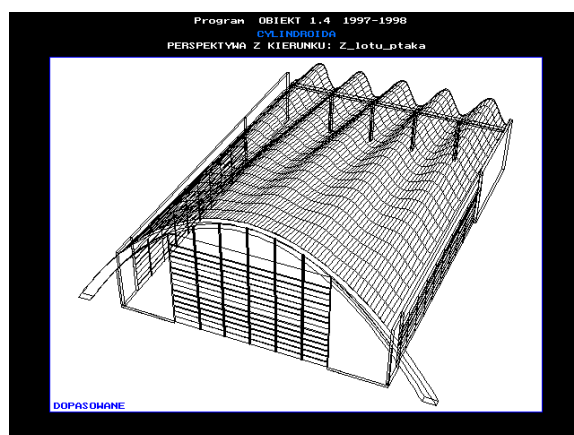 Program OBIEKT 1.4 1997-1998
CYLINDROIDA
PERSPEKTYWA Z KIERUNKU: Z_lotu_ptaka
DOPASOWANE